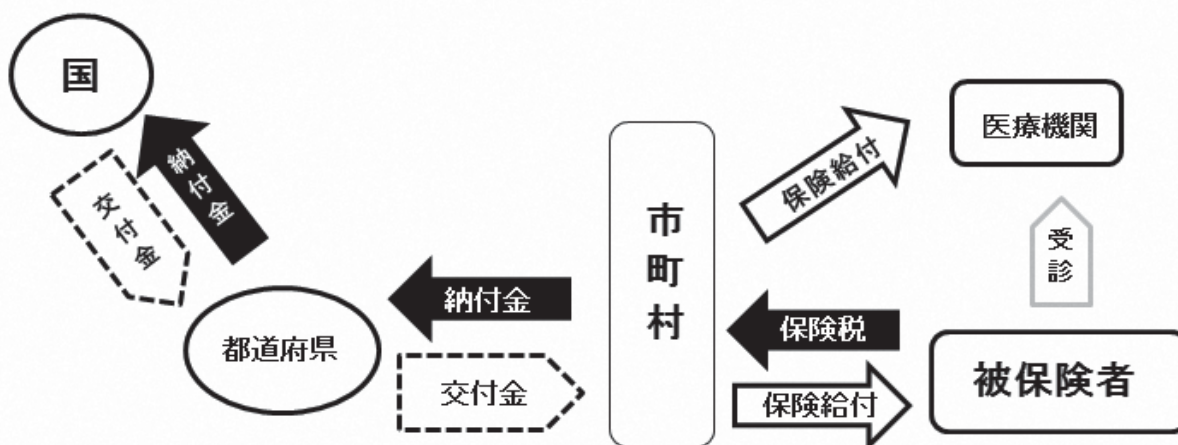 国
納付金
交付金
都道府県
納付金
交付金
市町村
保険給付
保険税
保険給付
医療機関
受診
被保険者